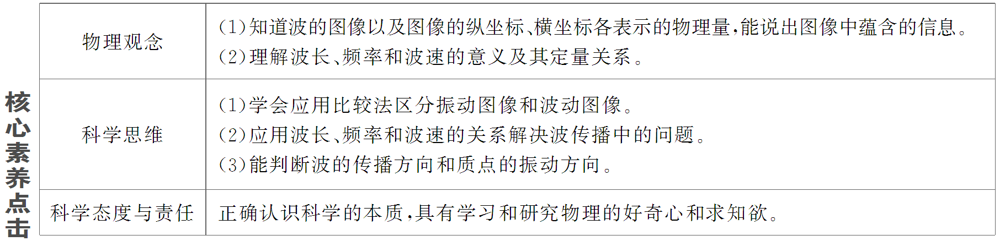 核心素养点击
物理观念
(1)知道波的图像以及图像的纵坐标、横坐标各表示的物理量,能说出图像中蕴含的信息。
(2)理解波长、频率和波速的意义及其定量关系。
科学思维
(1)学会应用比较法区分振动图像和波动图像。
(2)应用波长、频率和波速的关系解决波传播中的问题。
(3)能判断波的传播方向和质点的振动方向。
科学态度与责任
正确认识科学的本质,具有学习和研究物理的好奇心和求知欲。